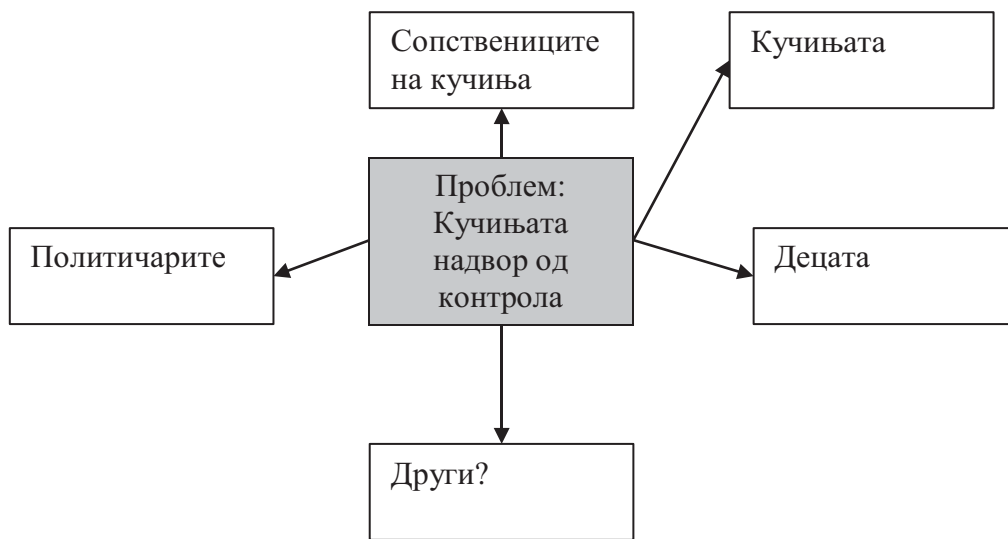 Сопствениците
на кучиња
Кучињата
Проблем:
Кучињата
надвор од
контрола
Политичарите
Децата
Други?